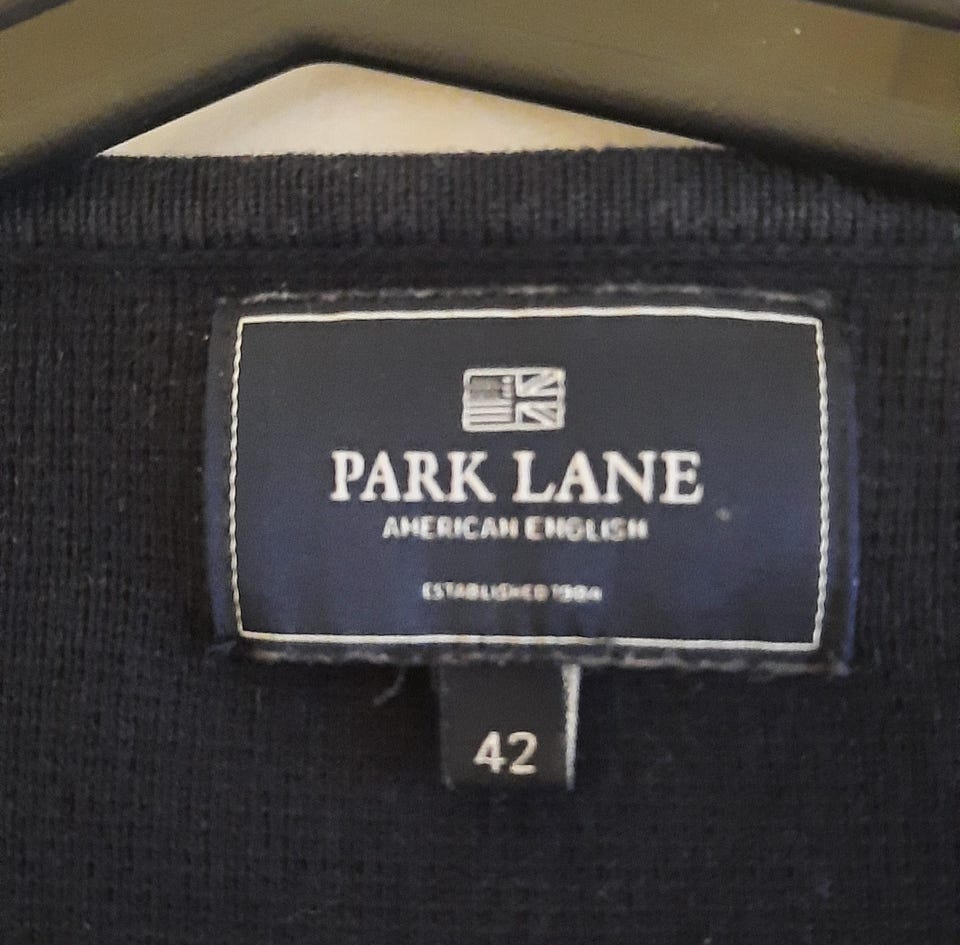 PARK LANE
AMERICAN ENGLISH
ESTABLISHED 1984
42